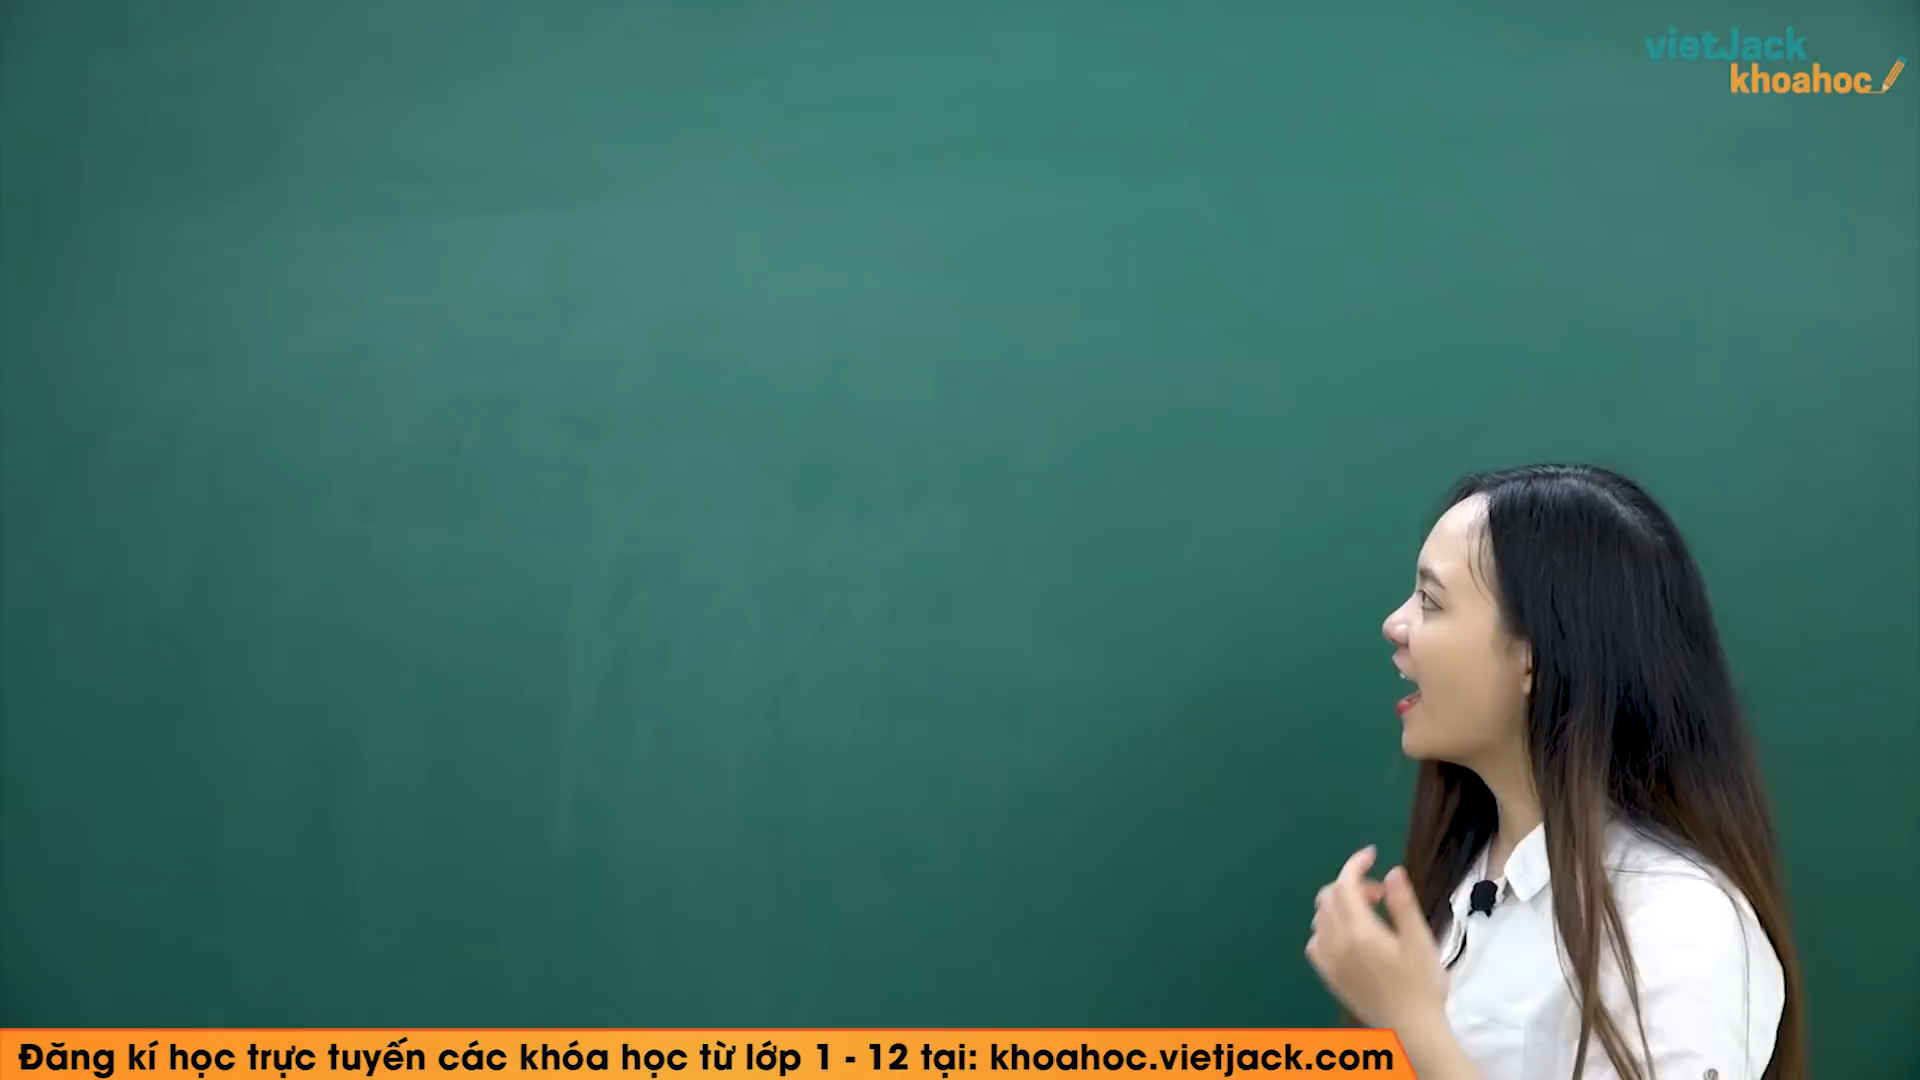 vietJack
khoahoc
Đăng kí học trực tuyến các khóa học từ lớp 1 - 12 tại: khoahoc.vietjack.com